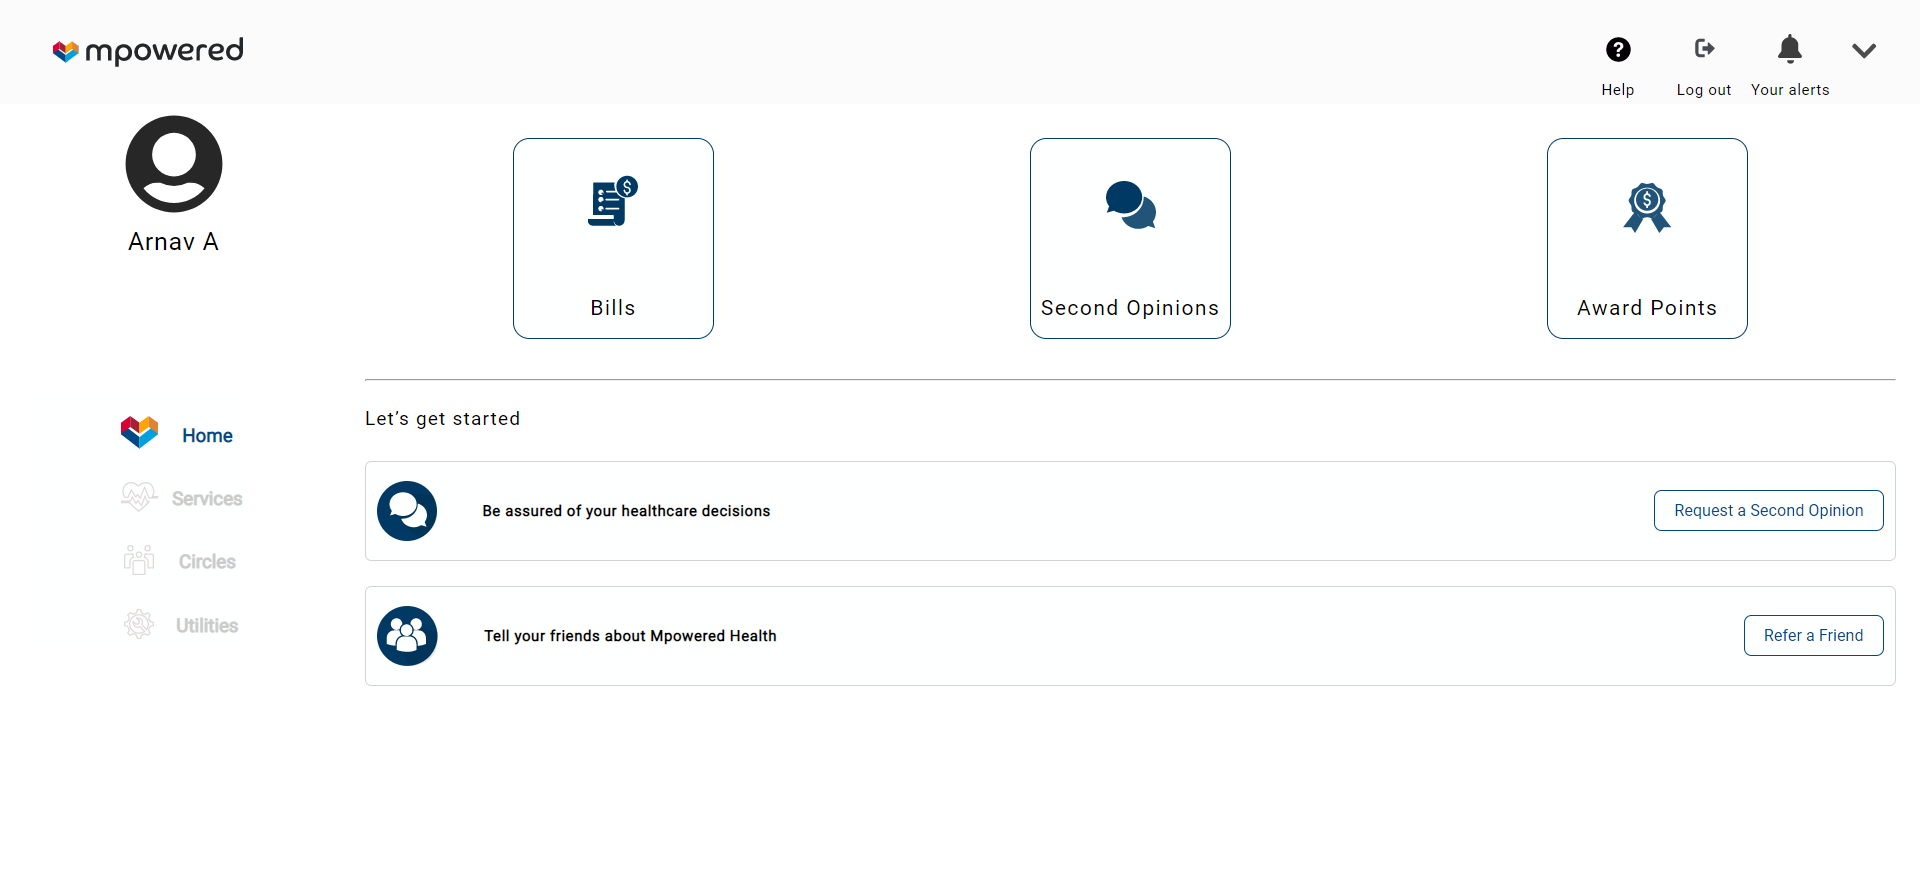 mpowered
Help
Log out
Your alerts
Arnav A
Bills
Second Opinions
Award Points
Home
Services
Circles
Utilities
Let’s get started
Be assured of your healthcare decisions
Request a Second Opinion
Tell your friends about Mpowered Health
Refer a Friend